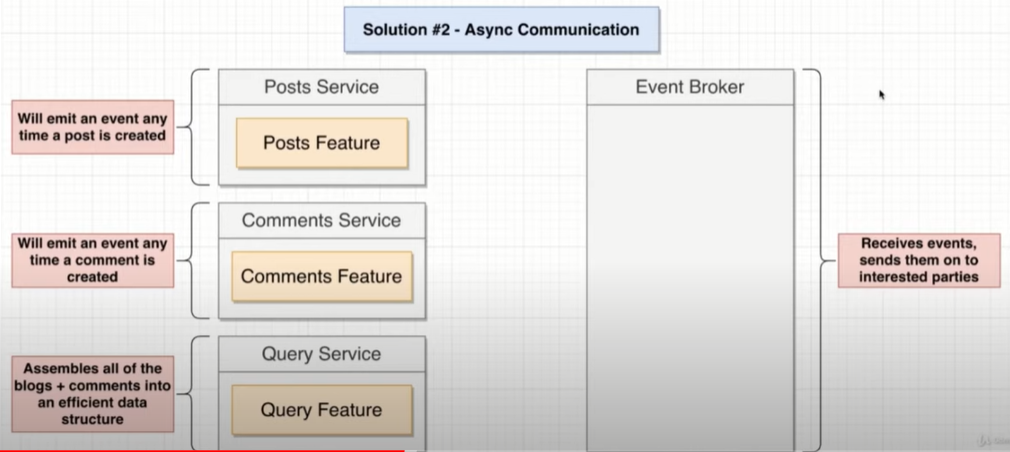 Solution #2 - Async Communication
Posts Service
Event Broker
Will emit an event any
time a post is created
Posts Feature
Comments Service
Will emit an event any
time a comment is
created
Comments Feature
Receives events,
sends them on to
interested parties
Query Service
Assembles all of the
blogs + comments into
an efficient data
structure
Query Feature